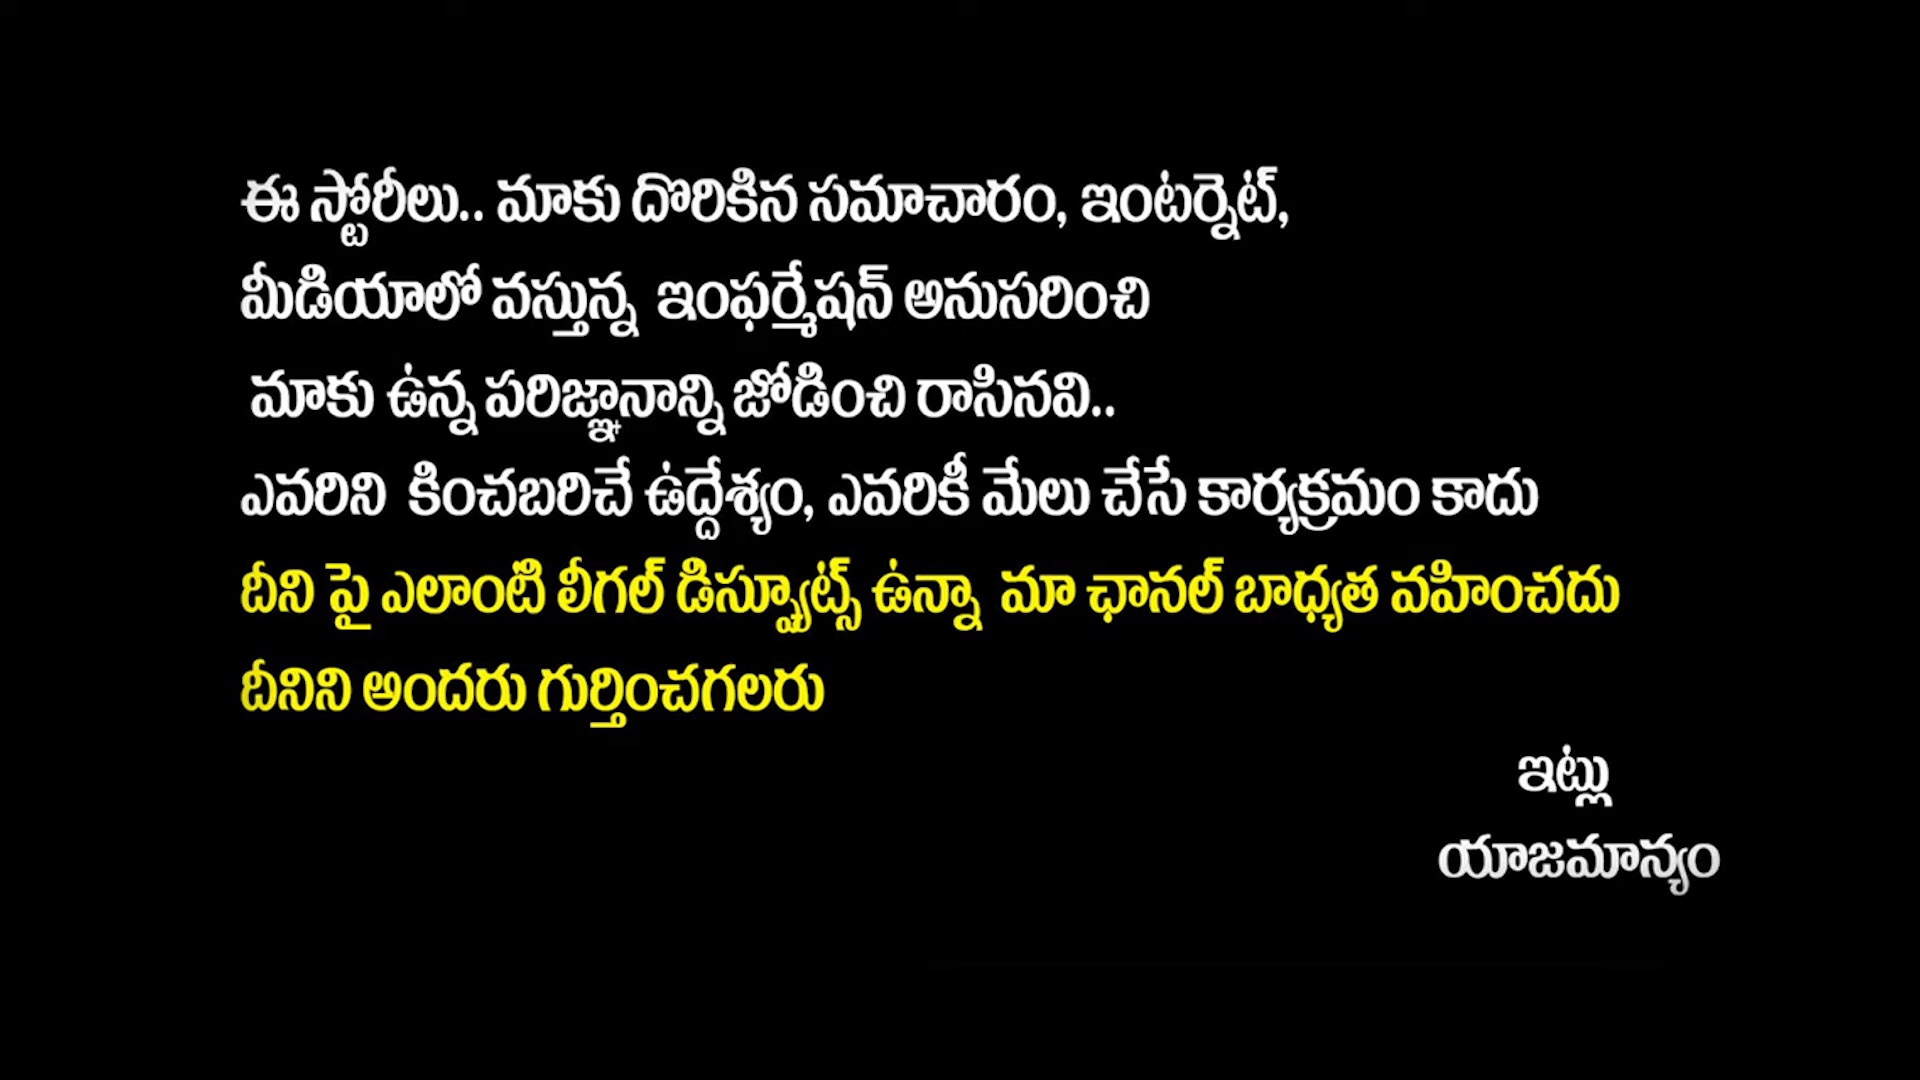 ఈ స్టోరీలు.. మాకు దొరికిన సమాచారం, ఇంటర్నెట్,
మీడియాలో వస్తున్న ఇంఫర్మేషన్ అనుసరించి
మాకు ఉన్న పరిజ్ఞానాన్ని జోడించి రాసినవి..
ఎవరిని కించబరిచే ఉద్దేశ్యం, ఎవరికీ మేలు చేసే కార్యక్రమం కాదు
దీని పై ఎలాంటి లీగల్ డిస్ప్యూట్స్ ఉన్నా మా ఛానల్ బాధ్యత వహించదు
దీనిని అందరు గుర్తించగలరు
ఇట్లు
యాజమాన్యం